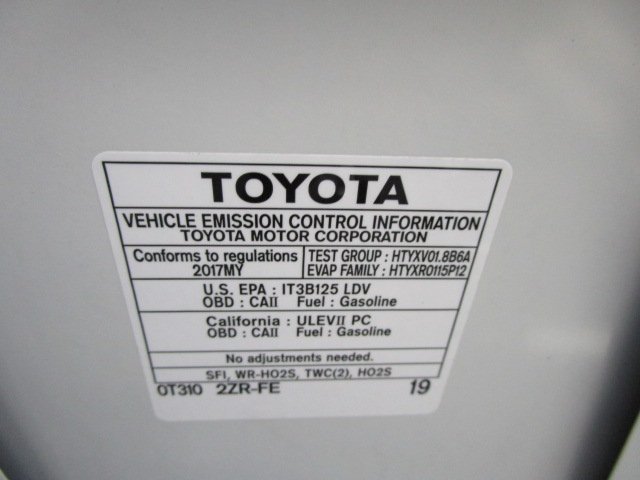 TOYOTA
VEHICLE EMISSION CONTROL INFORMATION
TOYOTA MOTOR CORPORATION
Conforms to regulations
2017MY
TEST GROUP : HTYXV01.8B6A
EVAP FAMILY : HTYXR0115P12
U.S. EPA : IT3B125 LDV
OBD : CAII Fuel : Gasoline
California : ULEVII PC
OBD : CAII Fuel : Gasoline
No adjustments needed.
SFI, WR-HO2S, TWC(2), HO2S
0T310 2ZR-FE 19